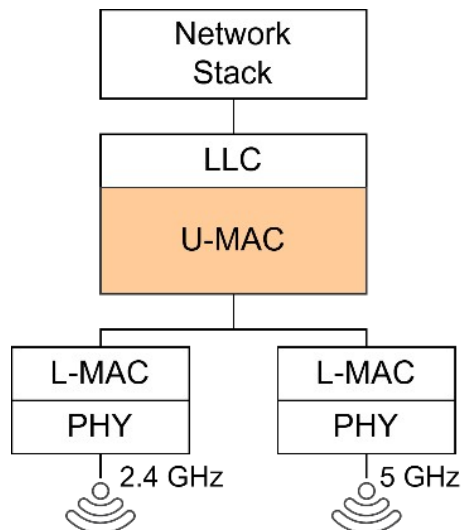 Network
Stack
LLC
U-MAC
L-MAC
L-MAC
PHY
PHY
2.4 GHz
5 GHz